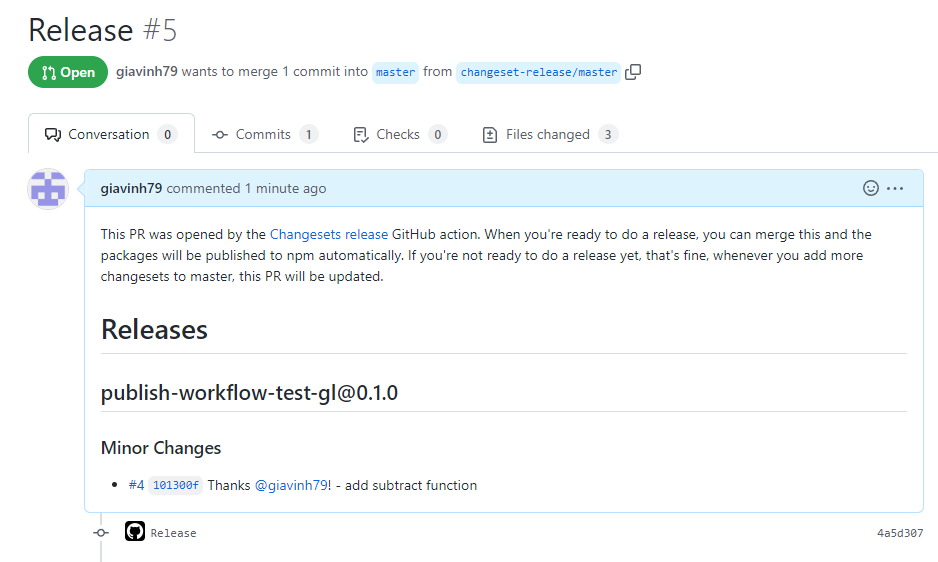 Release #5
Open giavinh79 wants to merge 1 commit into master from changeset-release/master
Conversation 0 Commits 1 Checks 0 Files changed 3
giavinh79 commented 1 minute ago
This PR was opened by the Changesets release GitHub action. When you're ready to do a release, you can merge this and the
packages will be published to npm automatically. If you're not ready to do a release yet, that's fine, whenever you add more
changesets to master, this PR will be updated.
Releases
publish-workflow-test-gl@0.1.0
Minor Changes
• #4 101300f Thanks @giavinh79! - add subtract function
Release 4a5d307